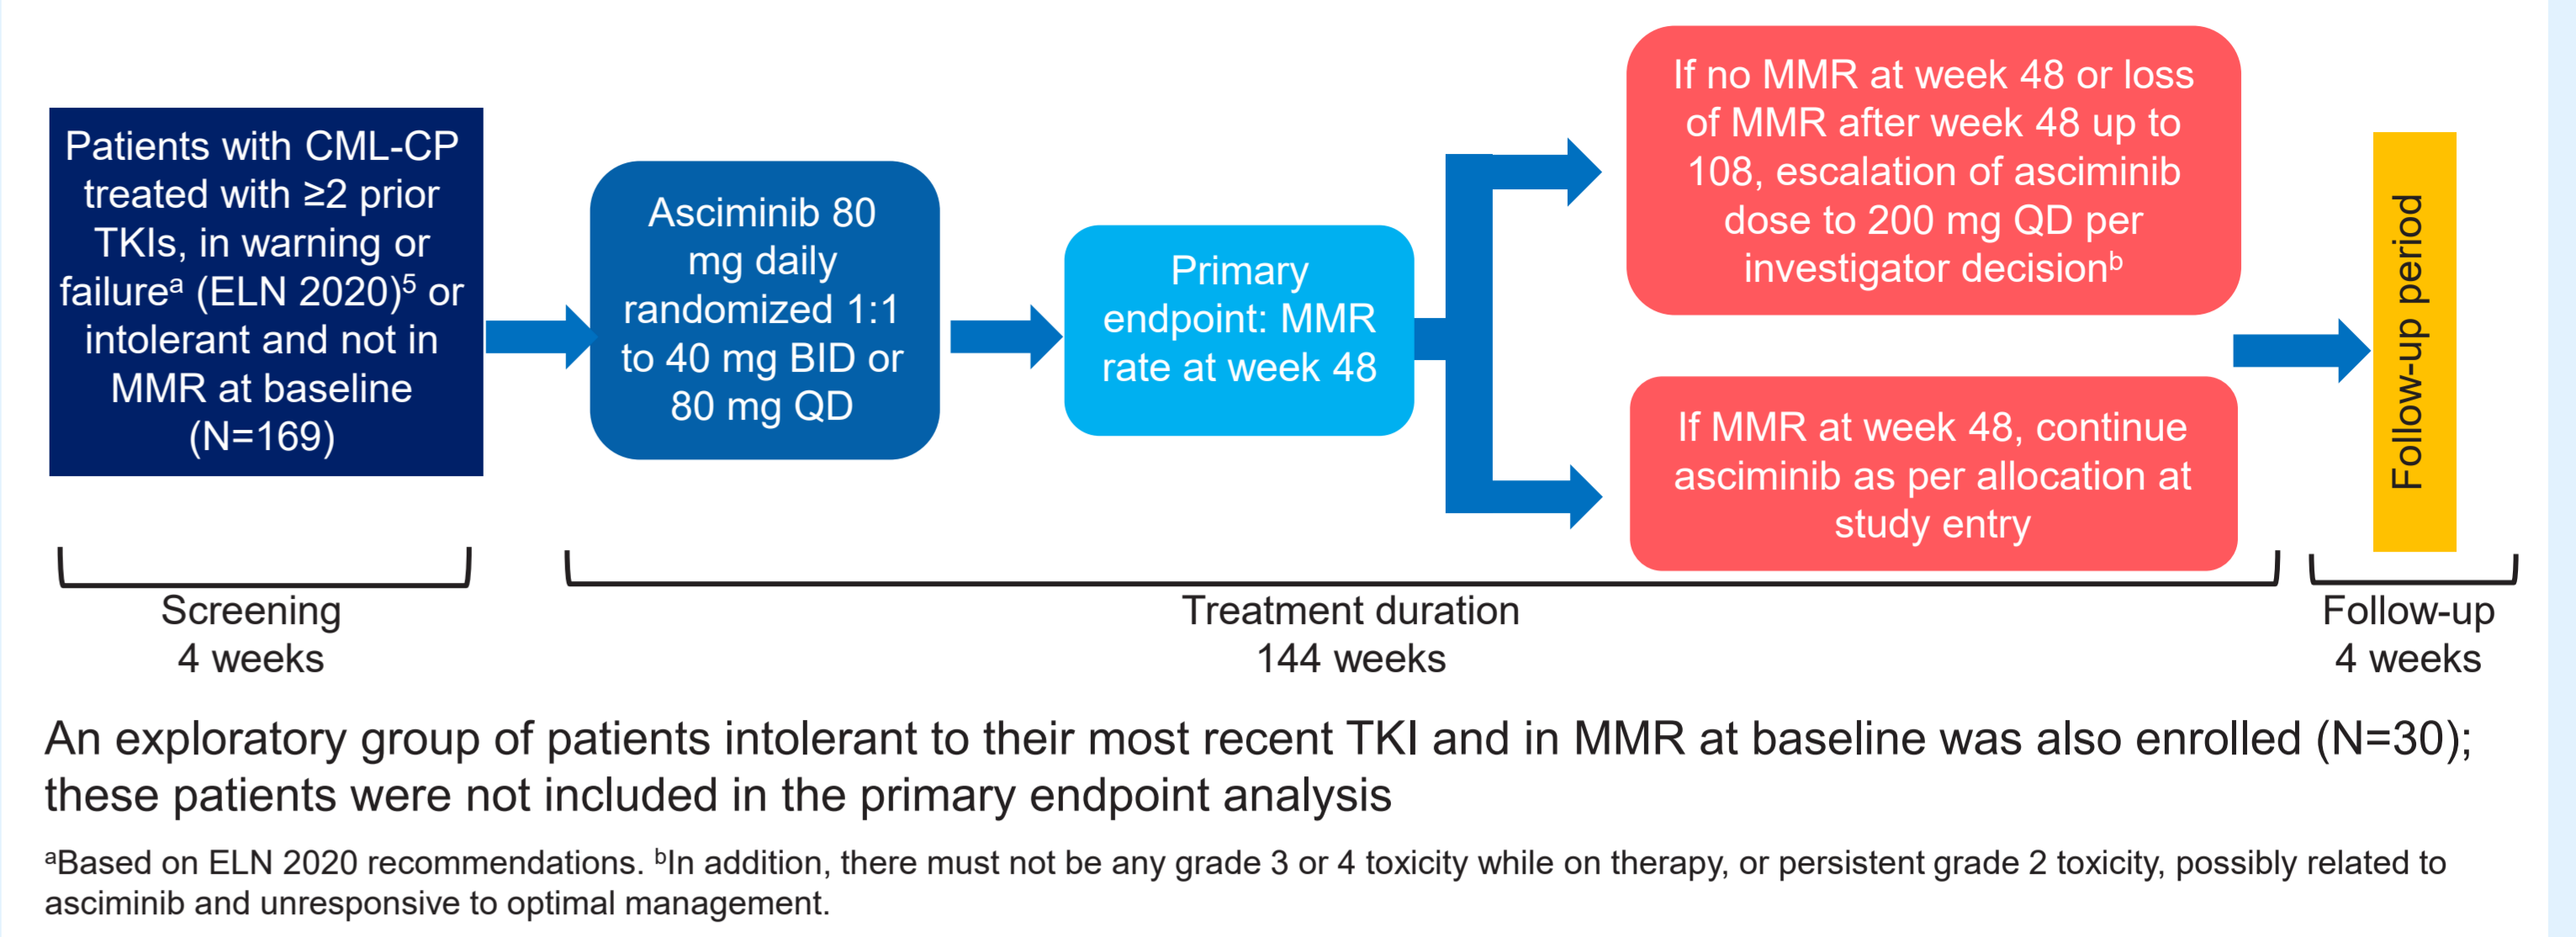 Patients with CML-CP
treated with ≥2 prior
TKIs, in warning or
failureᵃ (ELN 2020)⁵ or
intolerant and not in
MMR at baseline
(N=169)
Asciminib 80
mg daily
randomized 1:1
to 40 mg BID or
80 mg QD
Primary
endpoint: MMR
rate at week 48
If no MMR at week 48 or loss
of MMR after week 48 up to
108, escalation of asciminib
dose to 200 mg QD per
investigator decisionᵇ
If MMR at week 48, continue
asciminib as per allocation at
study entry
Follow-up period
Screening
4 weeks
Treatment duration
144 weeks
Follow-up
4 weeks
An exploratory group of patients intolerant to their most recent TKI and in MMR at baseline was also enrolled (N=30);
these patients were not included in the primary endpoint analysis
ᵃBased on ELN 2020 recommendations. ᵇIn addition, there must not be any grade 3 or 4 toxicity while on therapy, or persistent grade 2 toxicity, possibly related to
asciminib and unresponsive to optimal management.